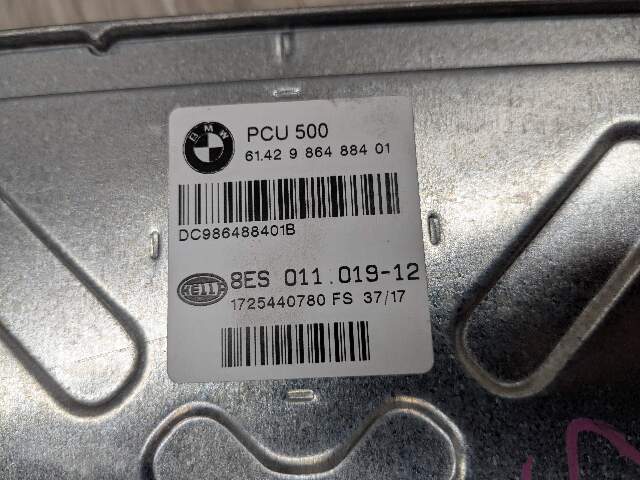 BMW
PCU 500
61.42 9 864 884 01
DC986488401B
HELLA
8ES 011.019-12
1725440780 FS 37/17